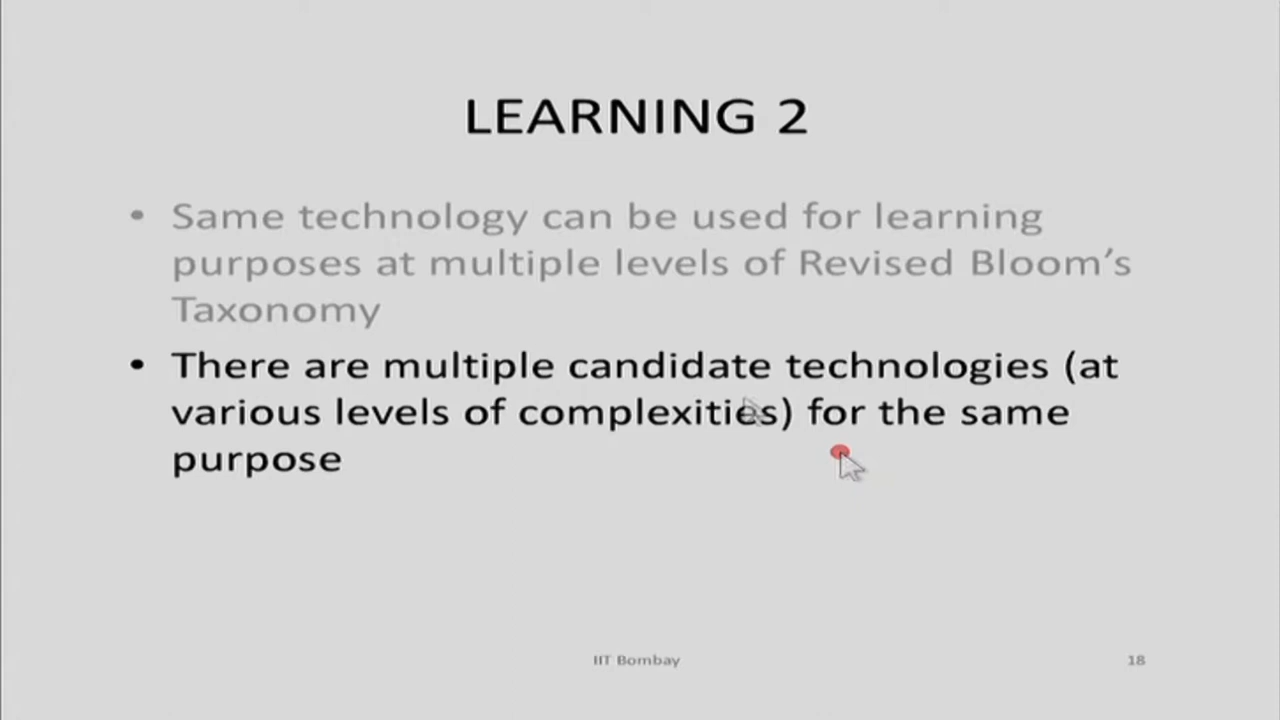 LEARNING 2
• Same technology can be used for learning
purposes at multiple levels of Revised Bloom’s
Taxonomy
• There are multiple candidate technologies (at
various levels of complexities) for the same
purpose
IIT Bombay
18